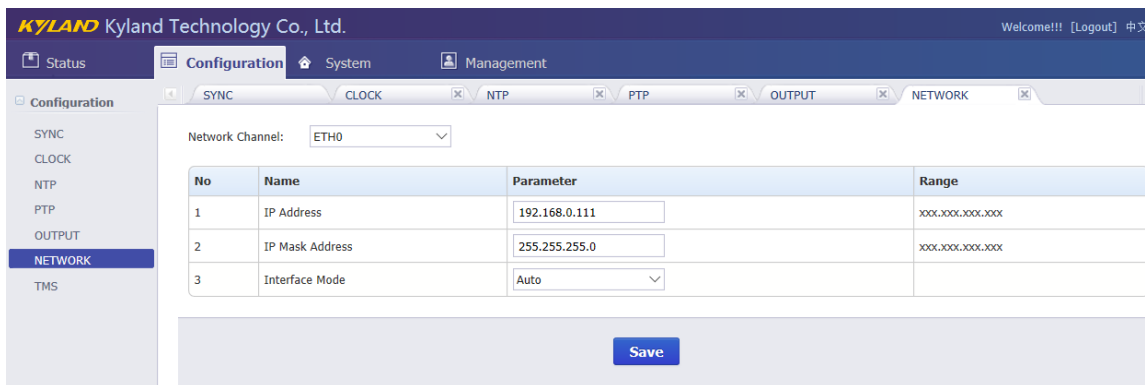 KYLAND Kyland Technology Co., Ltd.
Welcome!!! [Logout] 中文
Status Configuration System Management
Configuration
SYNC CLOCK NTP PTP OUTPUT NETWORK
SYNC
CLOCK
NTP
PTP
OUTPUT
NETWORK
TMS
Network Channel: ETH0
No Name Parameter Range
1 IP Address 192.168.0.111 xxx.xxx.xxx.xxx
2 IP Mask Address 255.255.255.0 xxx.xxx.xxx.xxx
3 Interface Mode Auto
Save